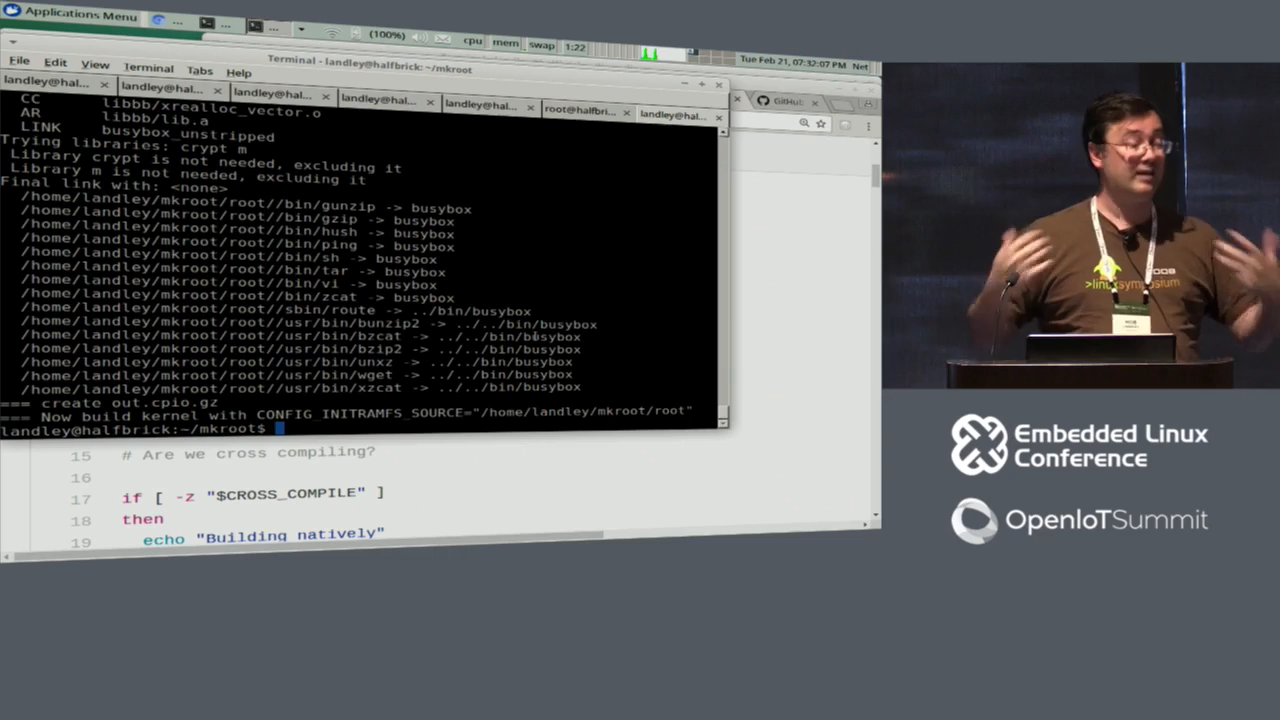 Applications Menu
... ... ... (100%) cpu mem swap 1:22
Tue Feb 21, 07:32:07 PM Net
Terminal - landley@halfbrick: ~/mkroot
File Edit View Terminal Tabs Help
landley@hal... landley@hal... landley@hal... landley@hal... landley@hal... root@halfbri... landley@hal...
GitHub
CC libbb/xrealloc_vector.o
AR libbb/lib.a
LINK busybox_unstripped
Trying libraries: crypt m
Library crypt is not needed, excluding it
Library m is not needed, excluding it
Final link with: <none>
/home/landley/mkroot/root//bin/gunzip -> busybox
/home/landley/mkroot/root//bin/gzip -> busybox
/home/landley/mkroot/root//bin/hush -> busybox
/home/landley/mkroot/root//bin/ping -> busybox
/home/landley/mkroot/root//bin/sh -> busybox
/home/landley/mkroot/root//bin/tar -> busybox
/home/landley/mkroot/root//bin/vi -> busybox
/home/landley/mkroot/root//bin/zcat -> busybox
/home/landley/mkroot/root//sbin/route -> ../bin/busybox
/home/landley/mkroot/root//usr/bin/bunzip2 -> ../../bin/busybox
/home/landley/mkroot/root//usr/bin/bzcat -> ../../bin/busybox
/home/landley/mkroot/root//usr/bin/bzip2 -> ../../bin/busybox
/home/landley/mkroot/root//usr/bin/unxz -> ../../bin/busybox
/home/landley/mkroot/root//usr/bin/wget -> ../../bin/busybox
/home/landley/mkroot/root//usr/bin/xzcat -> ../../bin/busybox
=== create out.cpio.gz
=== Now build kernel with CONFIG_INITRAMFS_SOURCE="/home/landley/mkroot/root"
landley@halfbrick:~/mkroot$
15 # Are we cross compiling?
16
17 if [ -z "$CROSS_COMPILE" ]
18 then
19 echo "Building natively"
>linuxsymposium
Embedded Linux
Conference
OpenIoTSummit